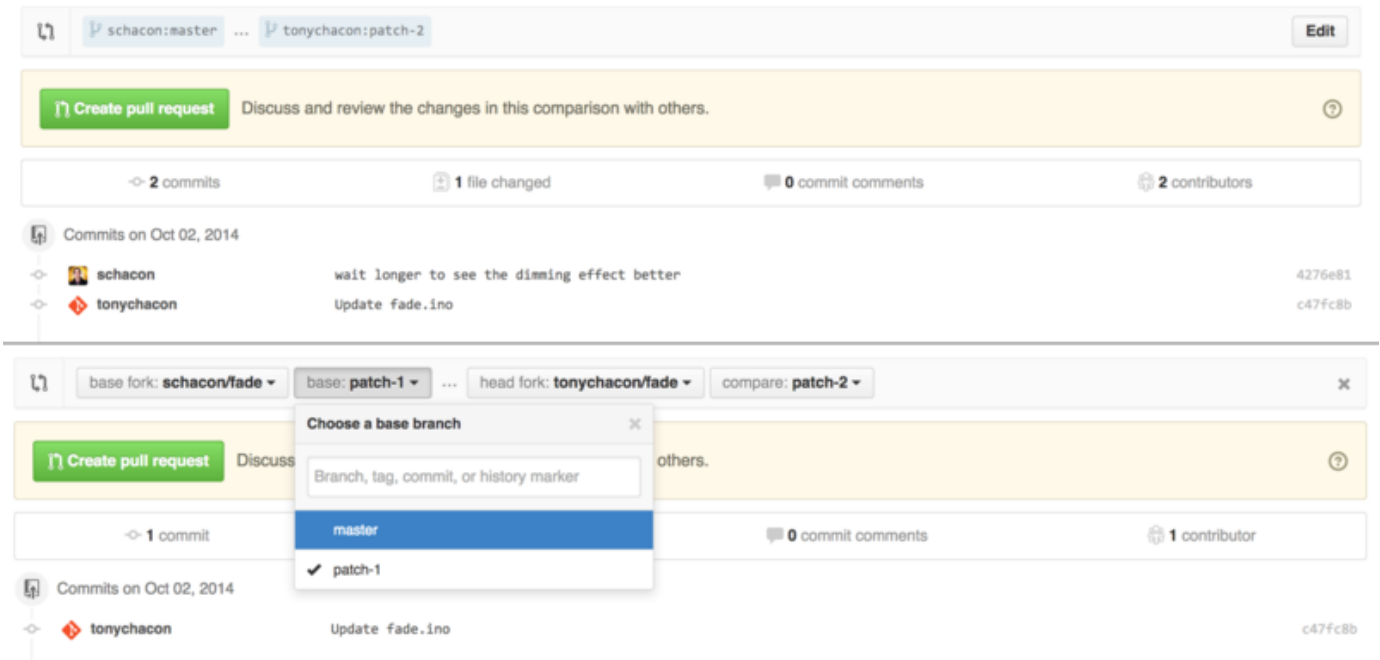 schacon:master ... tonychacon:patch-2 Edit
Create pull request Discuss and review the changes in this comparison with others.
2 commits 1 file changed 0 commit comments 2 contributors
Commits on Oct 02, 2014
schacon wait longer to see the dimming effect better 4276e81
tonychacon Update fade.ino c47fc8b
base fork: schacon/fade base: patch-1 ... head fork: tonychacon/fade compare: patch-2
Choose a base branch
Create pull request Discuss others.
Branch, tag, commit, or history marker
master
1 commit 0 commit comments 1 contributor
patch-1
Commits on Oct 02, 2014
tonychacon Update fade.ino c47fc8b